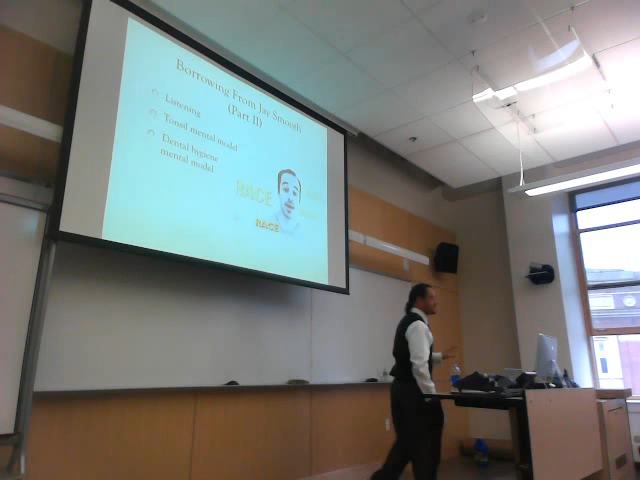 Borrowing From Jay Smooth
(Part II)
Listening
Tonsil mental model
Dental hygiene
mental model
RACE
RACE